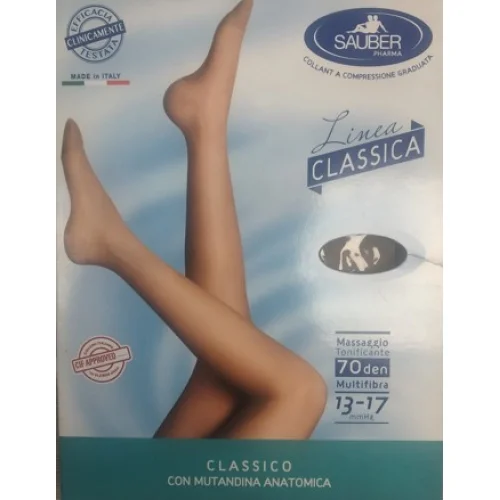 EFFICACIA
CLINICAMENTE
TESTATA
MADE in ITALY
SAUBER
PHARMA
COLLANT A COMPRESSIONE GRADUATA
Linea
CLASSICA
CIF APPROVED
Massaggio
Tonificante
70 den
Multifibra
13-17
mmHg
CLASSICO
CON MUTANDINA ANATOMICA